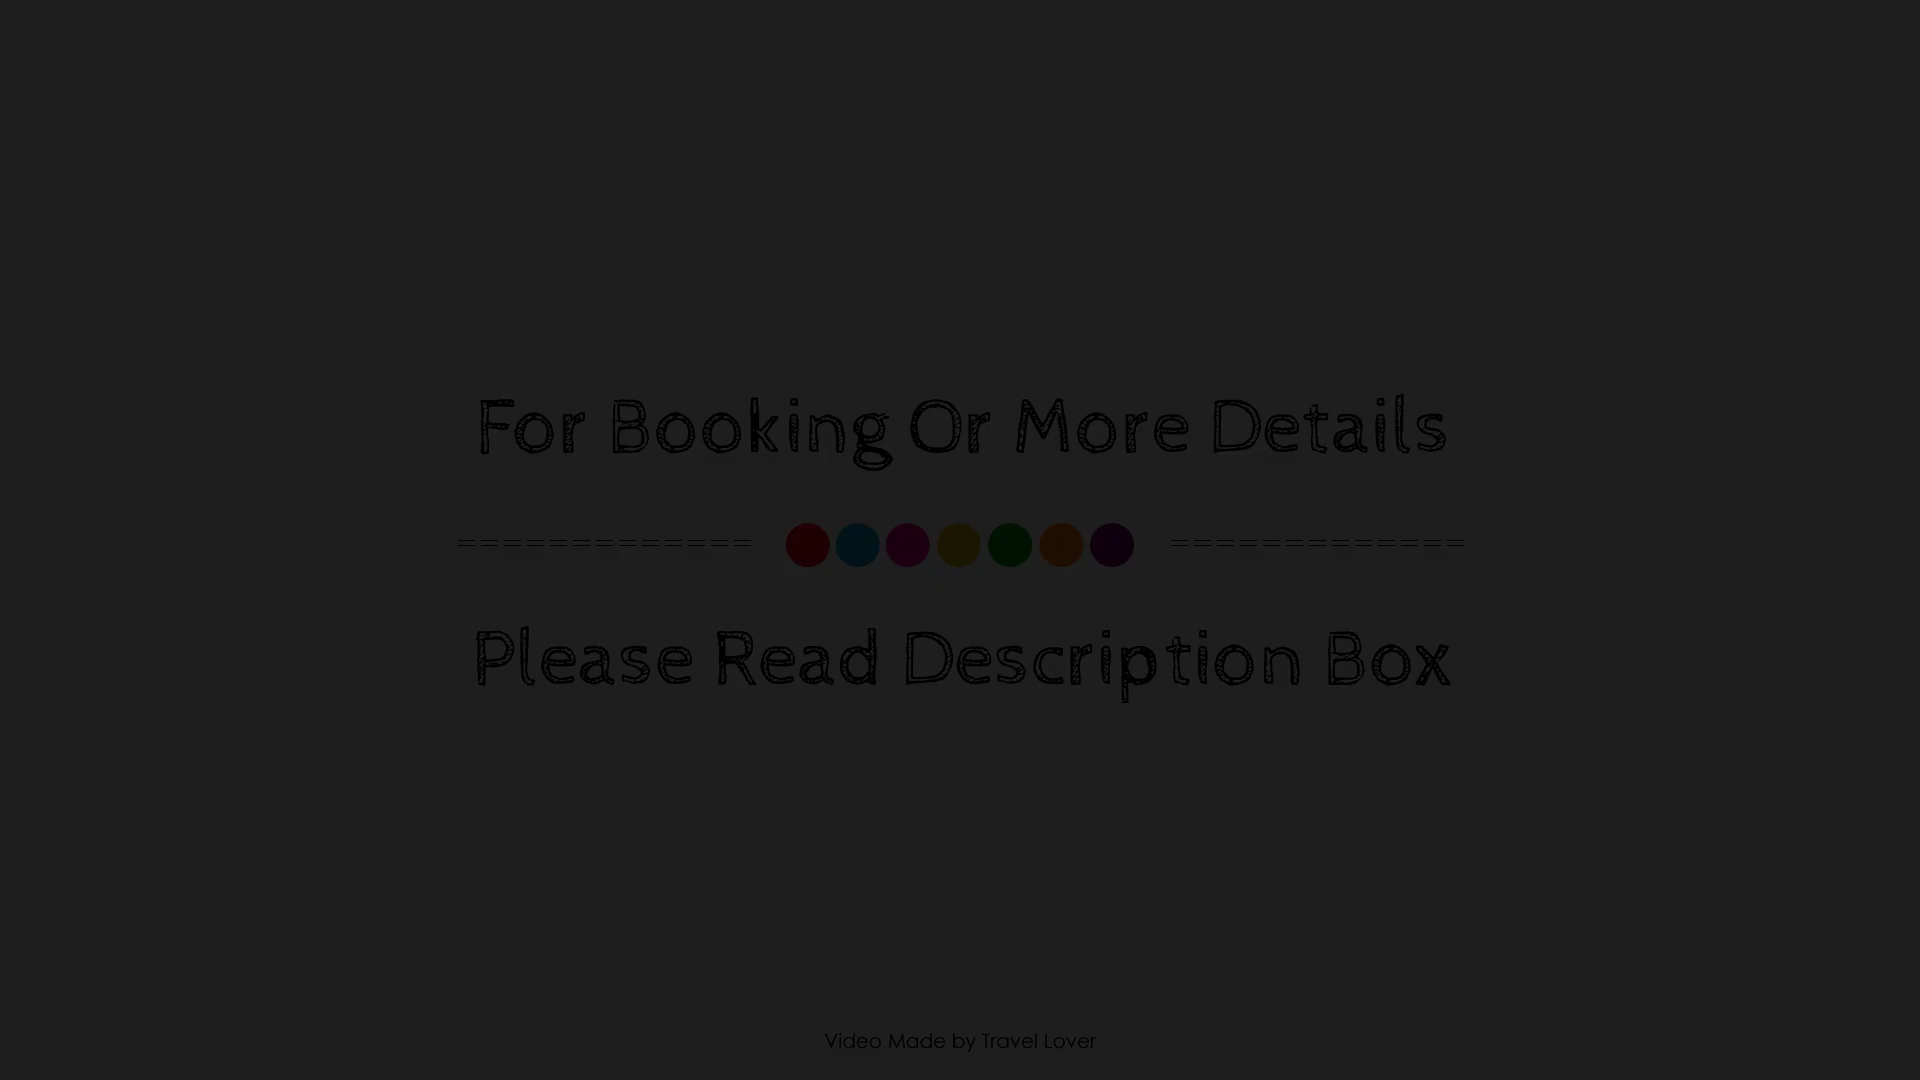 For Booking Or More Details
============= =============
Please Read Description Box
Video Made by Travel Lover